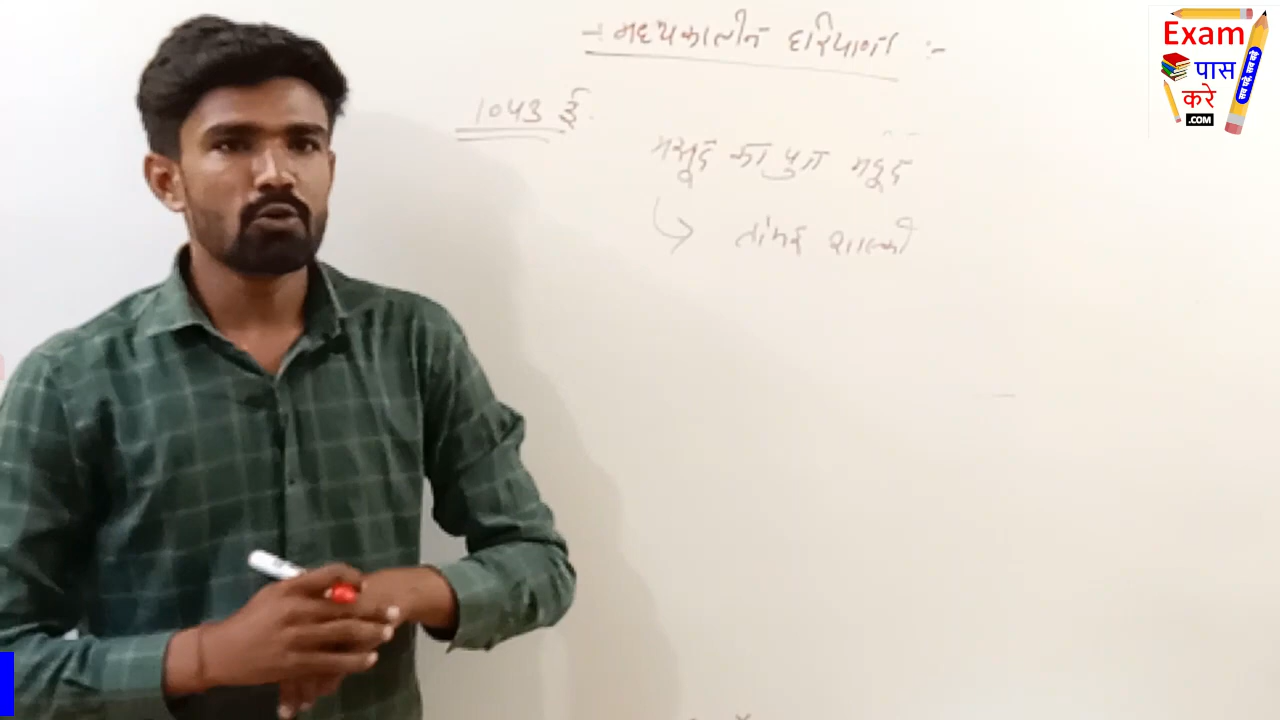 → मध्यकालीन हरियाणा :-
1043 ई.
मसूद का पुत्र मदूद
↳ तोमर शासकों
Exam
पास
करे
.COM